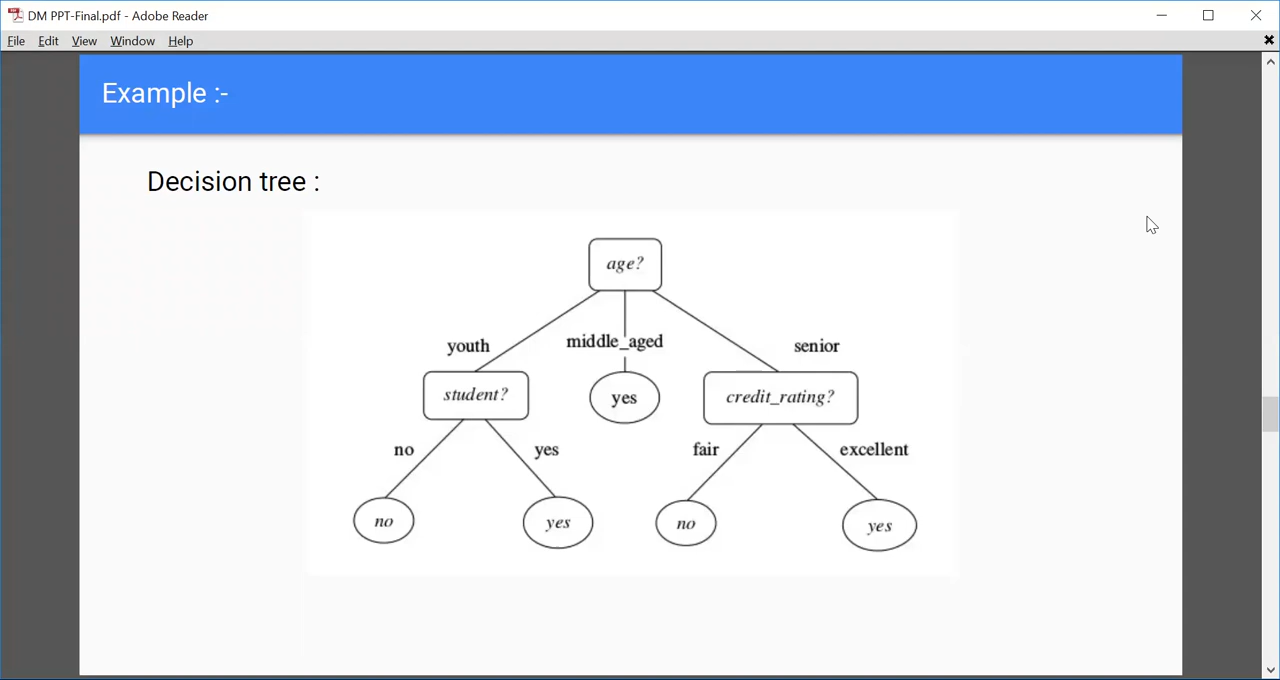 DM PPT-Final.pdf - Adobe Reader
File Edit View Window Help
Example :-
Decision tree :
age?
youth middle_aged senior
student? yes credit_rating?
no yes fair excellent
no yes no yes